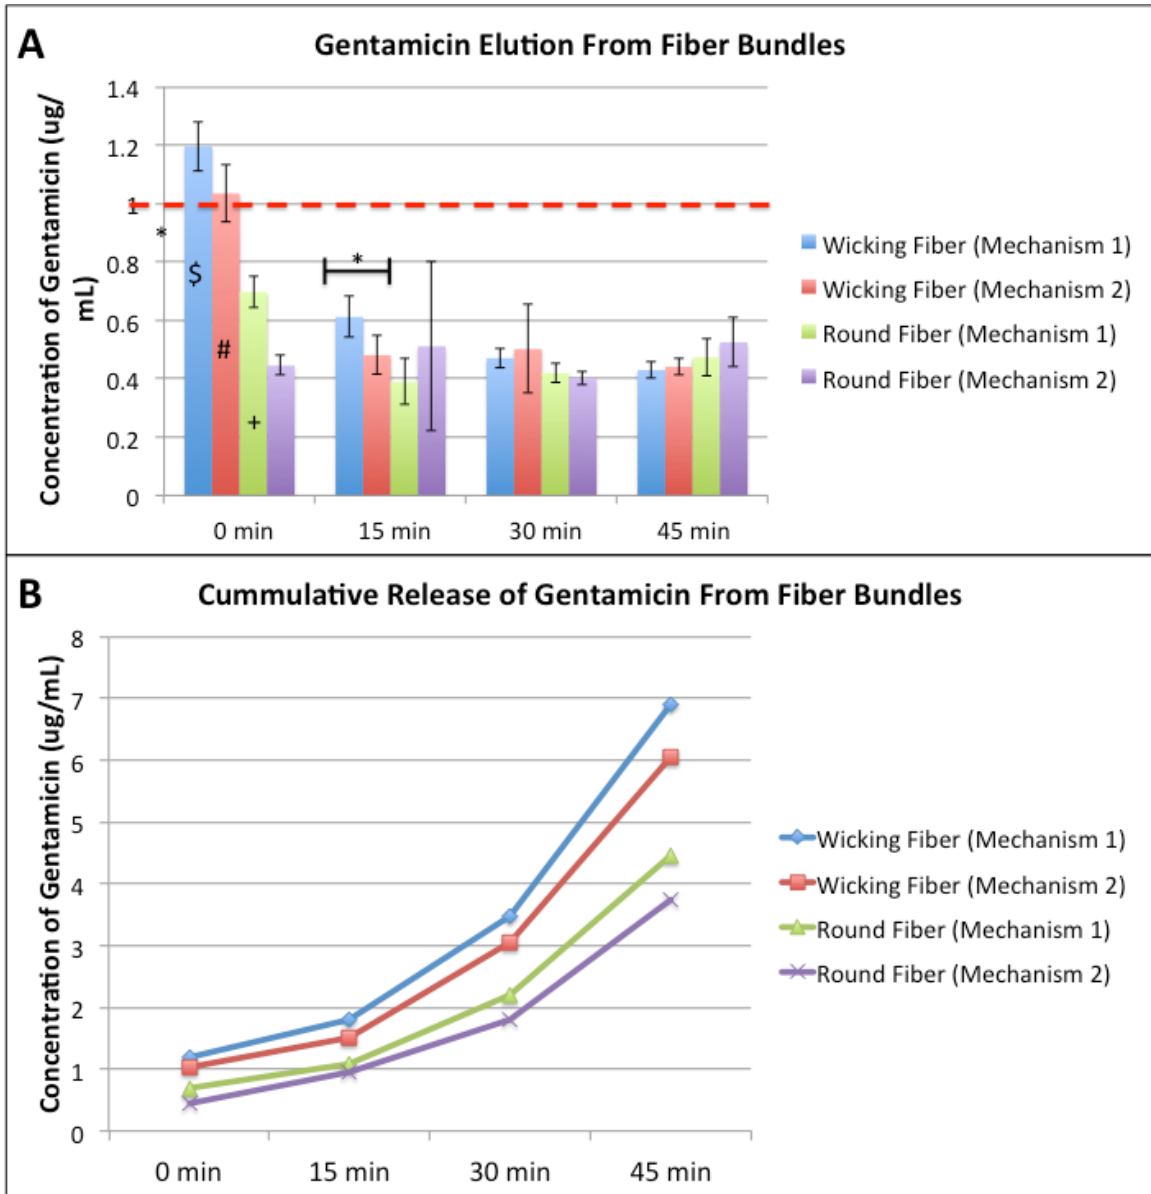 A
Gentamicin Elution From Fiber Bundles
Concentration of Gentamicin (ug/
mL)
1.4
1.2
1
0.8
0.6
0.4
0.2
0
*
$
#
+
*
0 min
15 min
30 min
45 min
Wicking Fiber (Mechanism 1)
Wicking Fiber (Mechanism 2)
Round Fiber (Mechanism 1)
Round Fiber (Mechanism 2)
B
Cummulative Release of Gentamicin From Fiber Bundles
Concentration of Gentamicin (ug/mL)
8
7
6
5
4
3
2
1
0
0 min
15 min
30 min
45 min
Wicking Fiber (Mechanism 1)
Wicking Fiber (Mechanism 2)
Round Fiber (Mechanism 1)
Round Fiber (Mechanism 2)